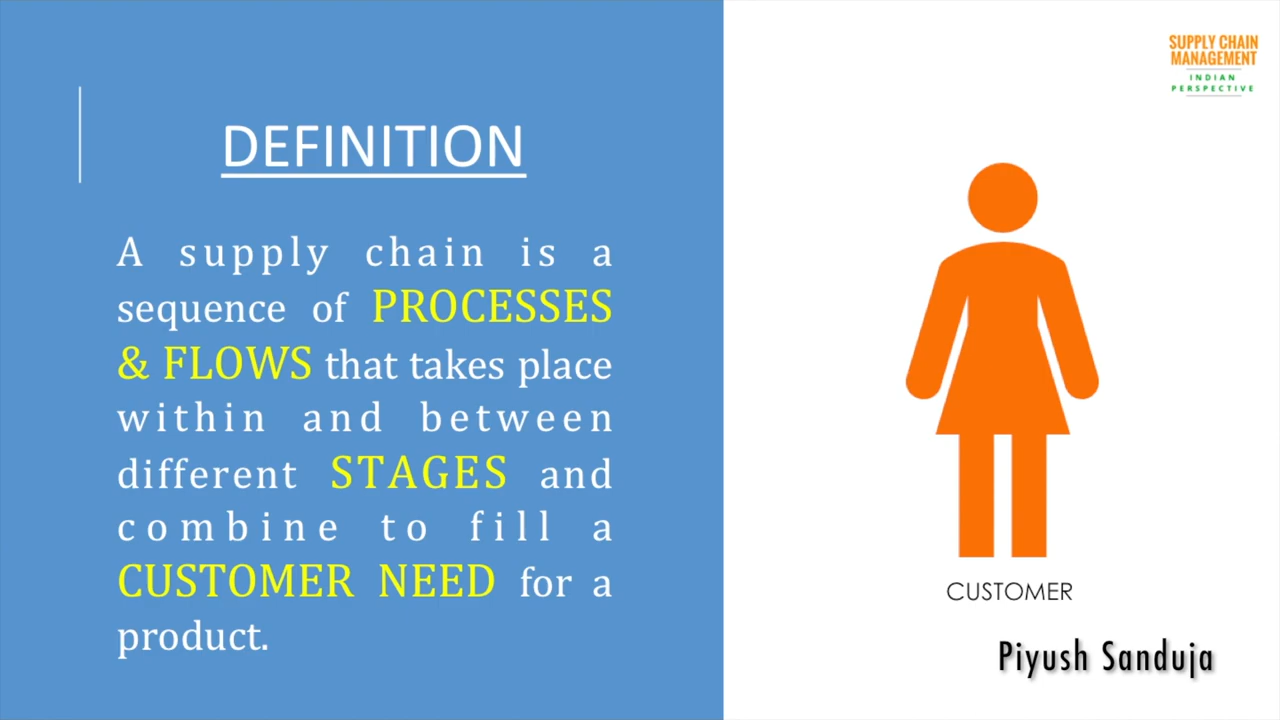 DEFINITION
A supply chain is a
sequence of PROCESSES
& FLOWS that takes place
within and between
different STAGES and
combine to fill a
CUSTOMER NEED for a
product.
SUPPLY CHAIN
MANAGEMENT
INDIAN
PERSPECTIVE
CUSTOMER
Piyush Sanduja